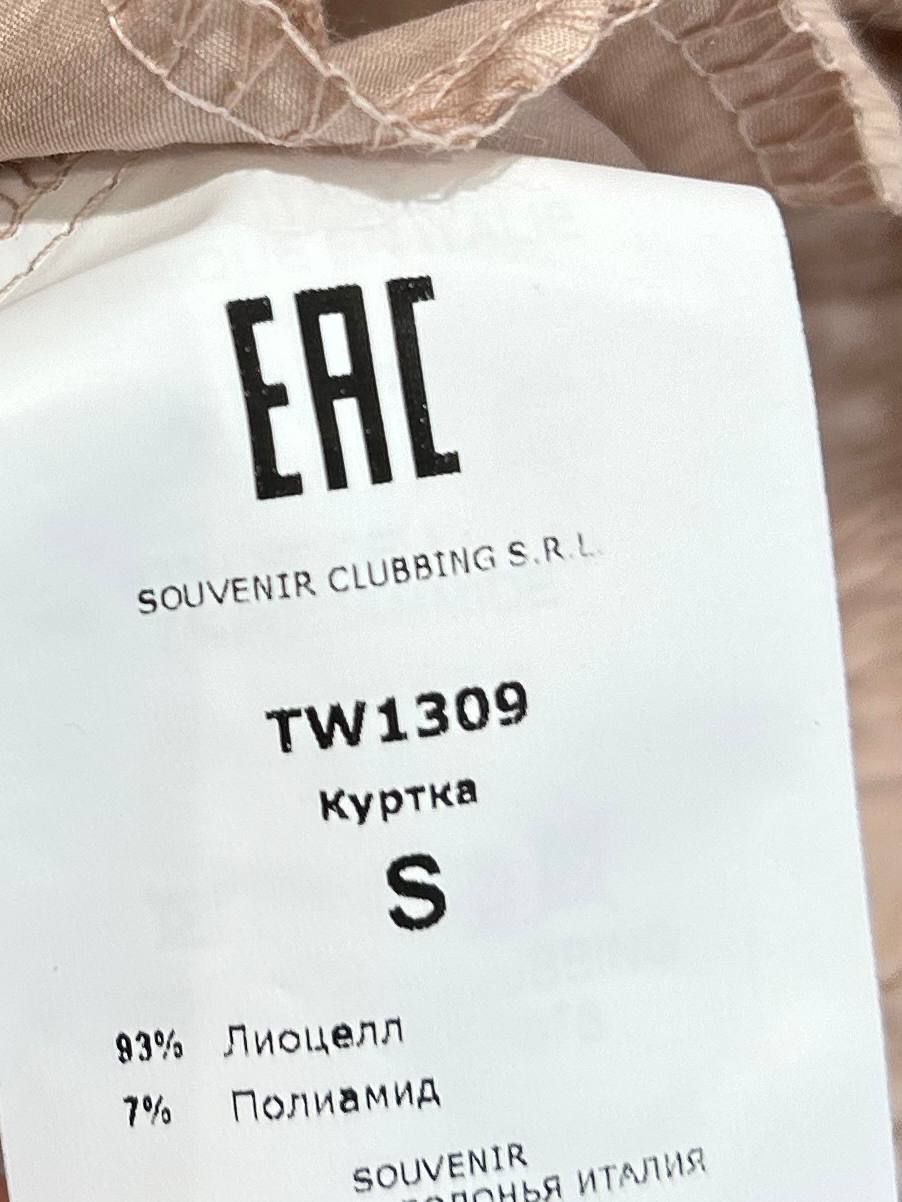 EAC
SOUVENIR CLUBBING S.R.L.
TW1309
Куртка
S
93% Лиоцелл
7% Полиамид
SOUVENIR
ИТАЛИЯ